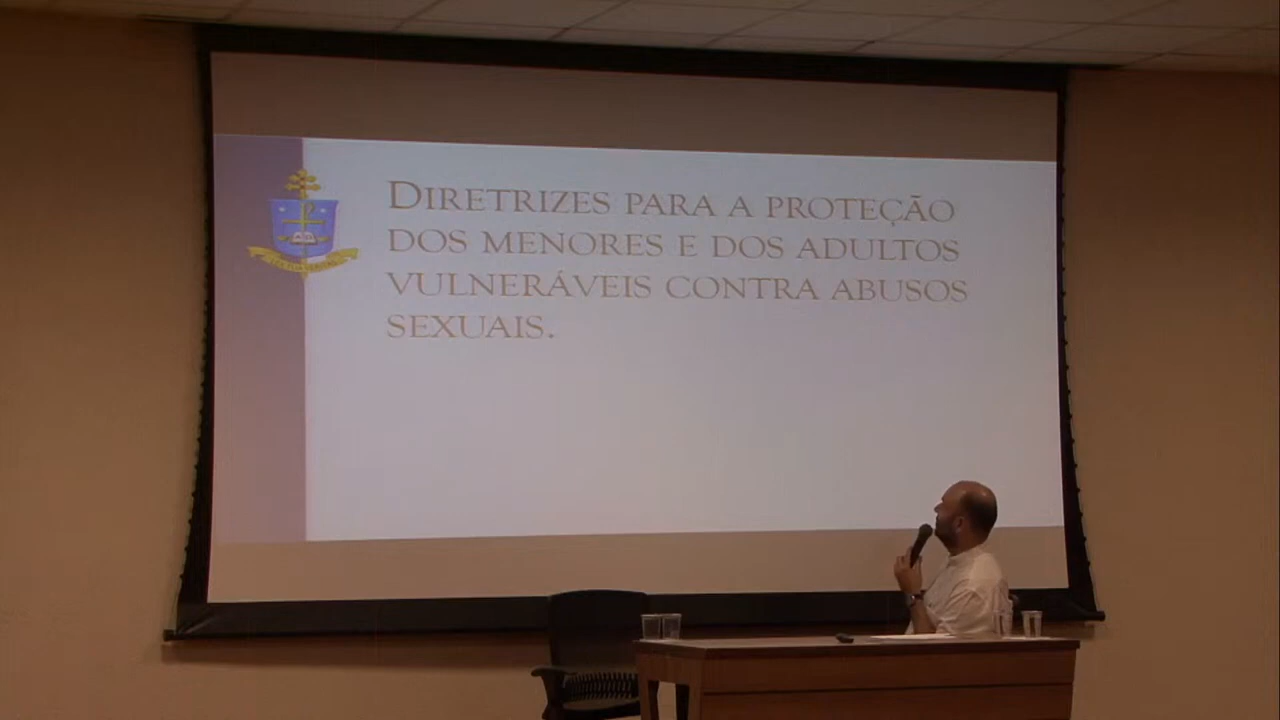 DIRETRIZES PARA A PROTEÇÃO
DOS MENORES E DOS ADULTOS
VULNERÁVEIS CONTRA ABUSOS
SEXUAIS.